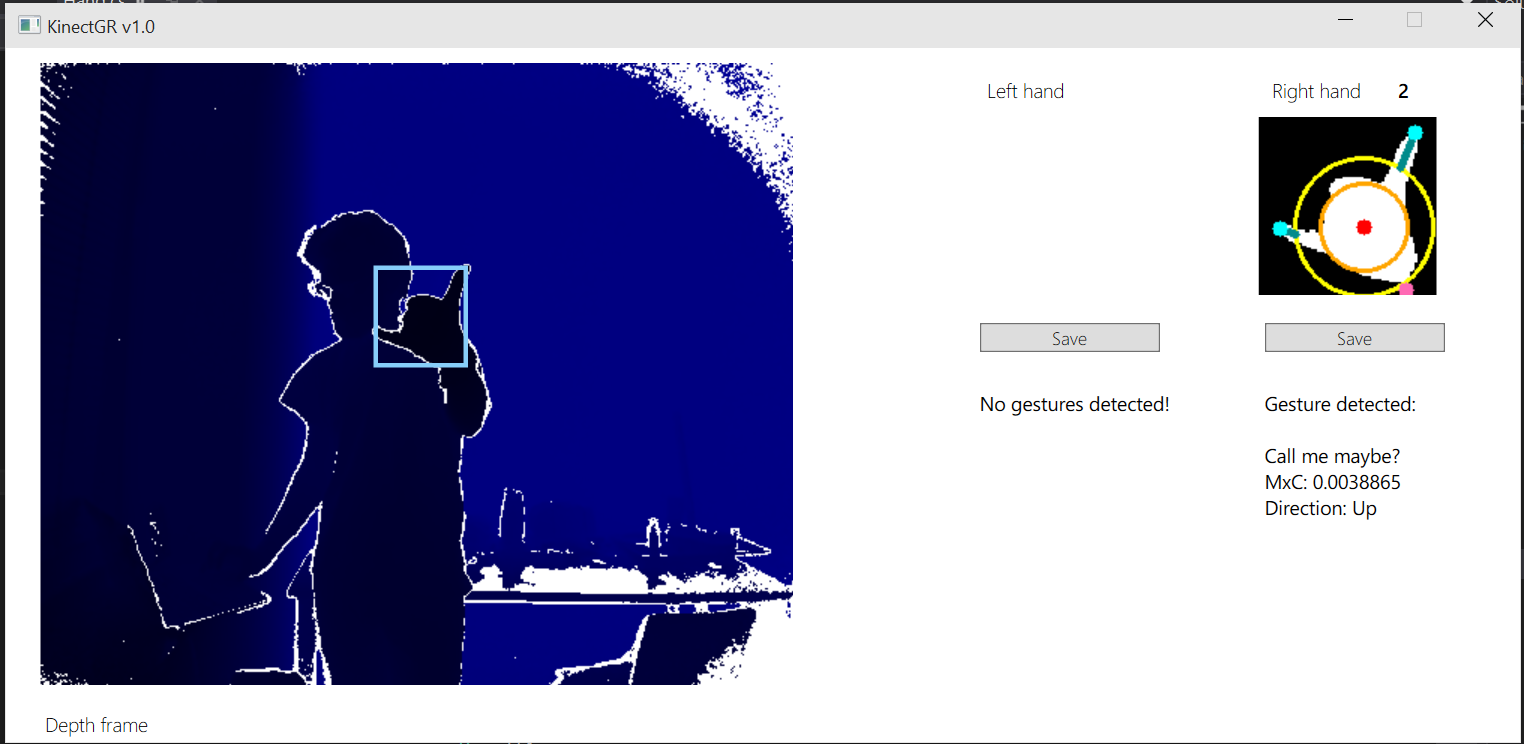 KinectGR v1.0
Left hand
Right hand 2
Save
Save
No gestures detected!
Gesture detected:
Call me maybe?
MxC: 0.0038865
Direction: Up
Depth frame